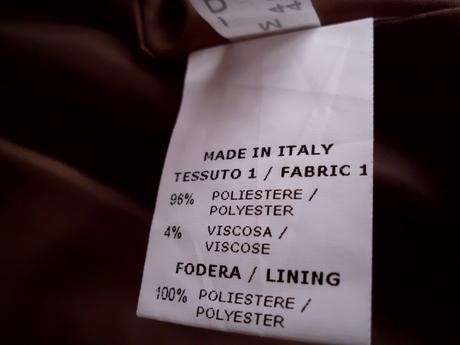 MADE IN ITALY
TESSUTO 1 / FABRIC 1
96% POLIESTERE /
POLYESTER
4% VISCOSA /
VISCOSE
FODERA / LINING
100% POLIESTERE /
POLYESTER